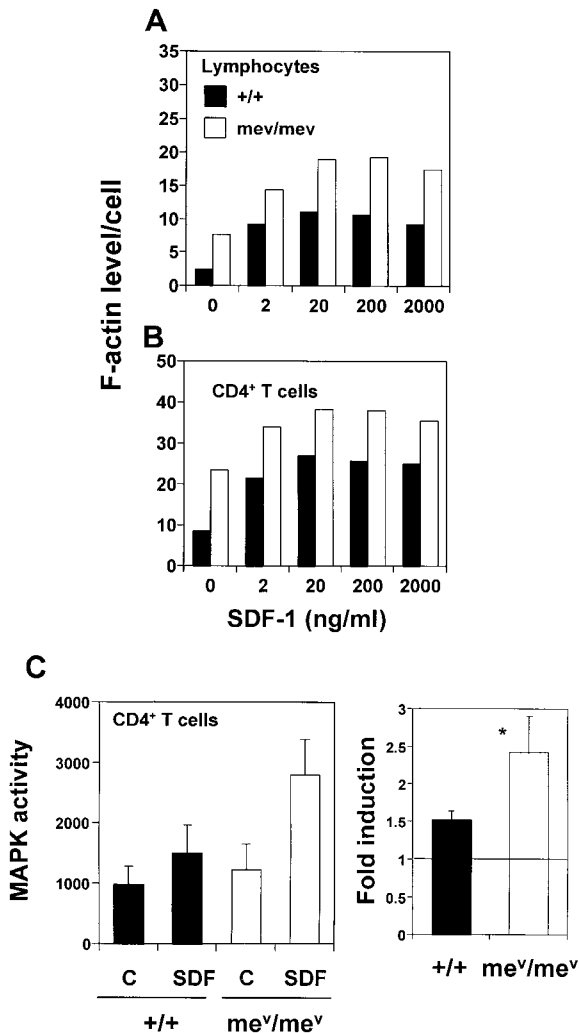 A
35
30
25
20
15
10
5
0
Lymphocytes
+/+
mev/mev
0 2 20 200 2000
F-actin level/cell
B
50
40
30
20
10
0
CD4⁺ T cells
0 2 20 200 2000
SDF-1 (ng/ml)
C
4000
3000
2000
1000
0
CD4⁺ T cells
MAPK activity
C SDF C SDF
+/+ meᵛ/meᵛ
3
2.5
2
1.5
1
0.5
0
*
Fold induction
+/+ meᵛ/meᵛ